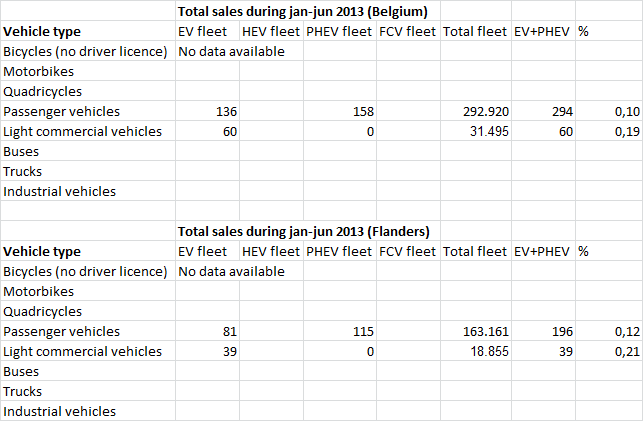 Total sales during jan-jun 2013 (Belgium)
Vehicle type EV fleet HEV fleet PHEV fleet FCV fleet Total fleet EV+PHEV %
Bicycles (no driver licence) No data available
Motorbikes
Quadricycles
Passenger vehicles 136 158 292.920 294 0,10
Light commercial vehicles 60 0 31.495 60 0,19
Buses
Trucks
Industrial vehicles
Total sales during jan-jun 2013 (Flanders)
Vehicle type EV fleet HEV fleet PHEV fleet FCV fleet Total fleet EV+PHEV %
Bicycles (no driver licence) No data available
Motorbikes
Quadricycles
Passenger vehicles 81 115 163.161 196 0,12
Light commercial vehicles 39 0 18.855 39 0,21
Buses
Trucks
Industrial vehicles